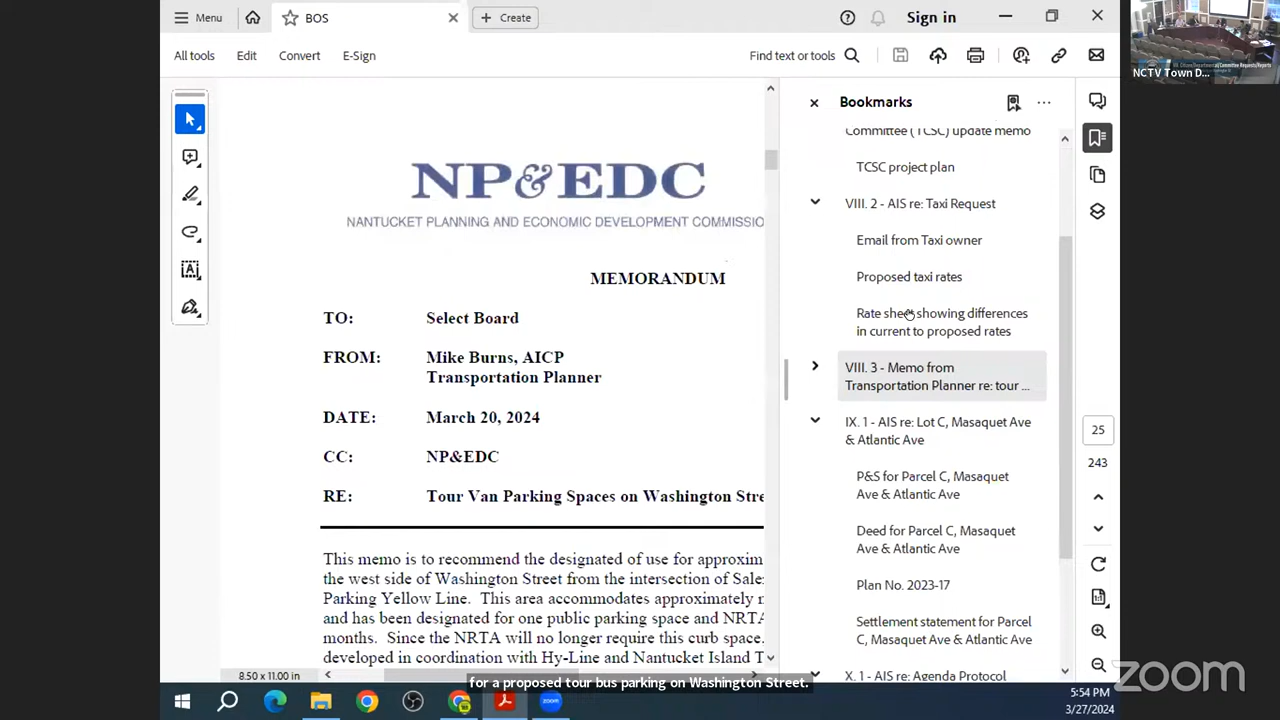 Menu
BOS
Create
Sign in
All tools
Edit
Convert
E-Sign
Find text or tools
NP&EDC
NANTUCKET PLANNING AND ECONOMIC DEVELOPMENT COMMISSIO
MEMORANDUM
TO: Select Board
FROM: Mike Burns, AICP
Transportation Planner
DATE: March 20, 2024
CC: NP&EDC
RE: Tour Van Parking Spaces on Washington Stre
This memo is to recommend the designated of use for approxim
the west side of Washington Street from the intersection of Sale
Parking Yellow Line. This area accommodates approximately
and has been designated for one public parking space and NRTA
months. Since the NRTA will no longer require this curb space.
developed in coordination with Hy-Line and Nantucket Island T
8.50 x 11.00 in
Bookmarks
Committee (TCSC) update memo
TCSC project plan
VIII. 2 - AIS re: Taxi Request
Email from Taxi owner
Proposed taxi rates
Rate sheet showing differences
in current to proposed rates
VIII. 3 - Memo from
Transportation Planner re: tour ...
IX. 1 - AIS re: Lot C, Masaquet Ave
& Atlantic Ave
P&S for Parcel C, Masaquet
Ave & Atlantic Ave
Deed for Parcel C, Masaquet
Ave & Atlantic Ave
Plan No. 2023-17
Settlement statement for Parcel
C, Masaquet Ave & Atlantic Ave
X. 1 - AIS re: Agenda Protocol
25
243
1:1
for a proposed tour bus parking on Washington Street.
zoom
5:54 PM
3/27/2024
zoom
NCTV Town D...